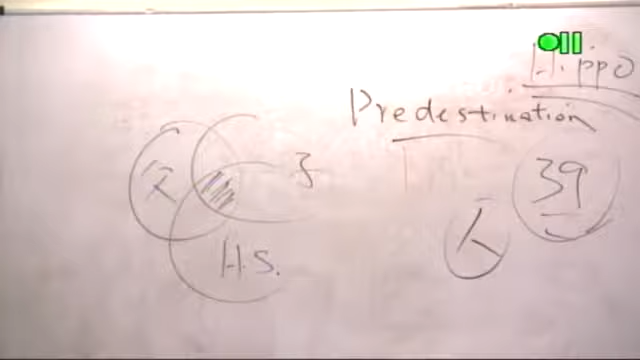 Hippo
Predestination
父
子
39
人
H.S.